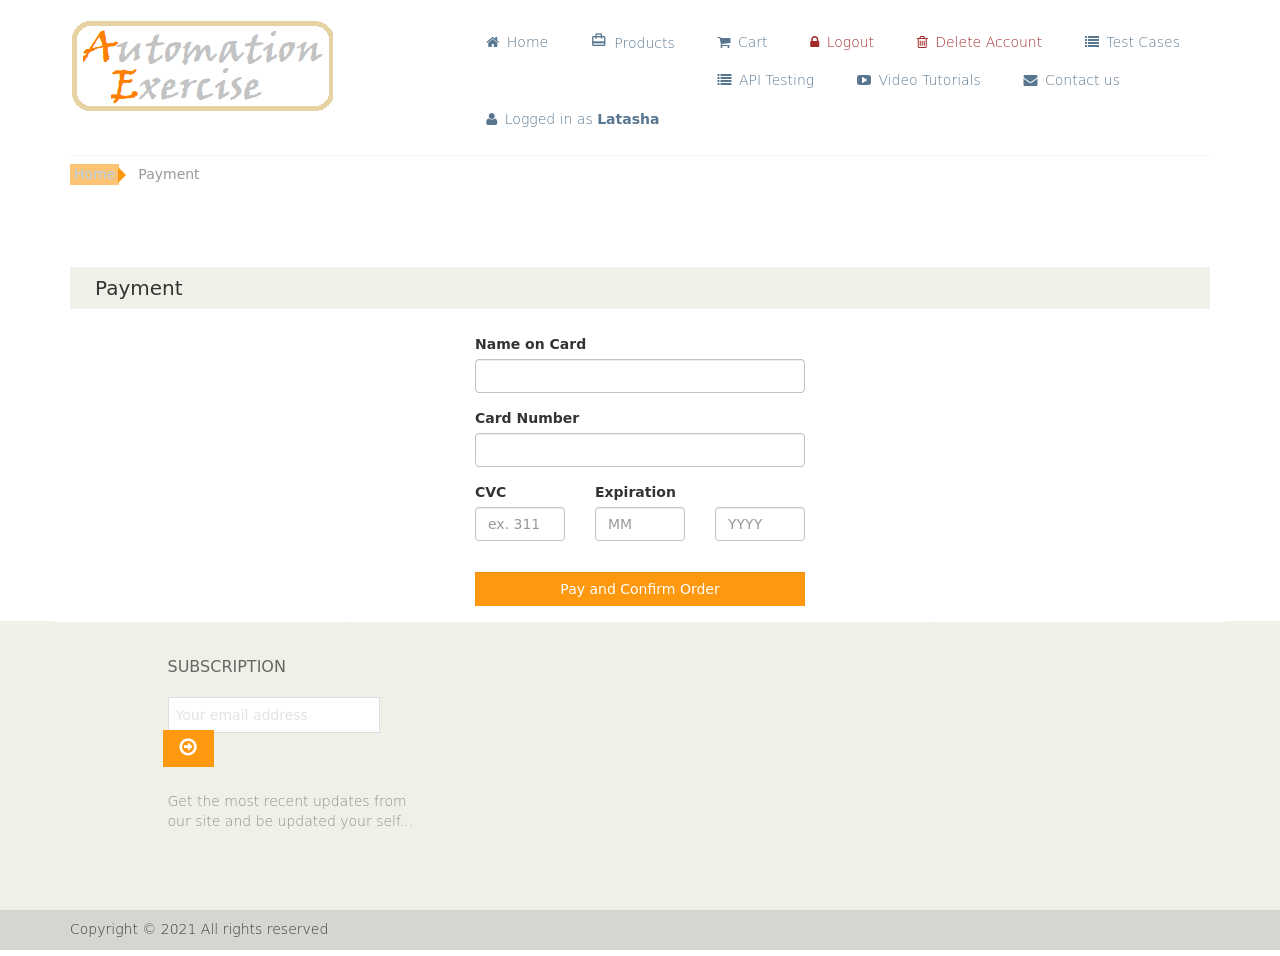 Automation
Exercise
Home
Products
Cart
Logout
Delete Account
Test Cases
API Testing
Video Tutorials
Contact us
Logged in as Latasha
Home
Payment
Payment
Name on Card
Card Number
CVC
Expiration
ex. 311
MM
YYYY
Pay and Confirm Order
SUBSCRIPTION
Your email address
Get the most recent updates from
our site and be updated your self...
Copyright © 2021 All rights reserved